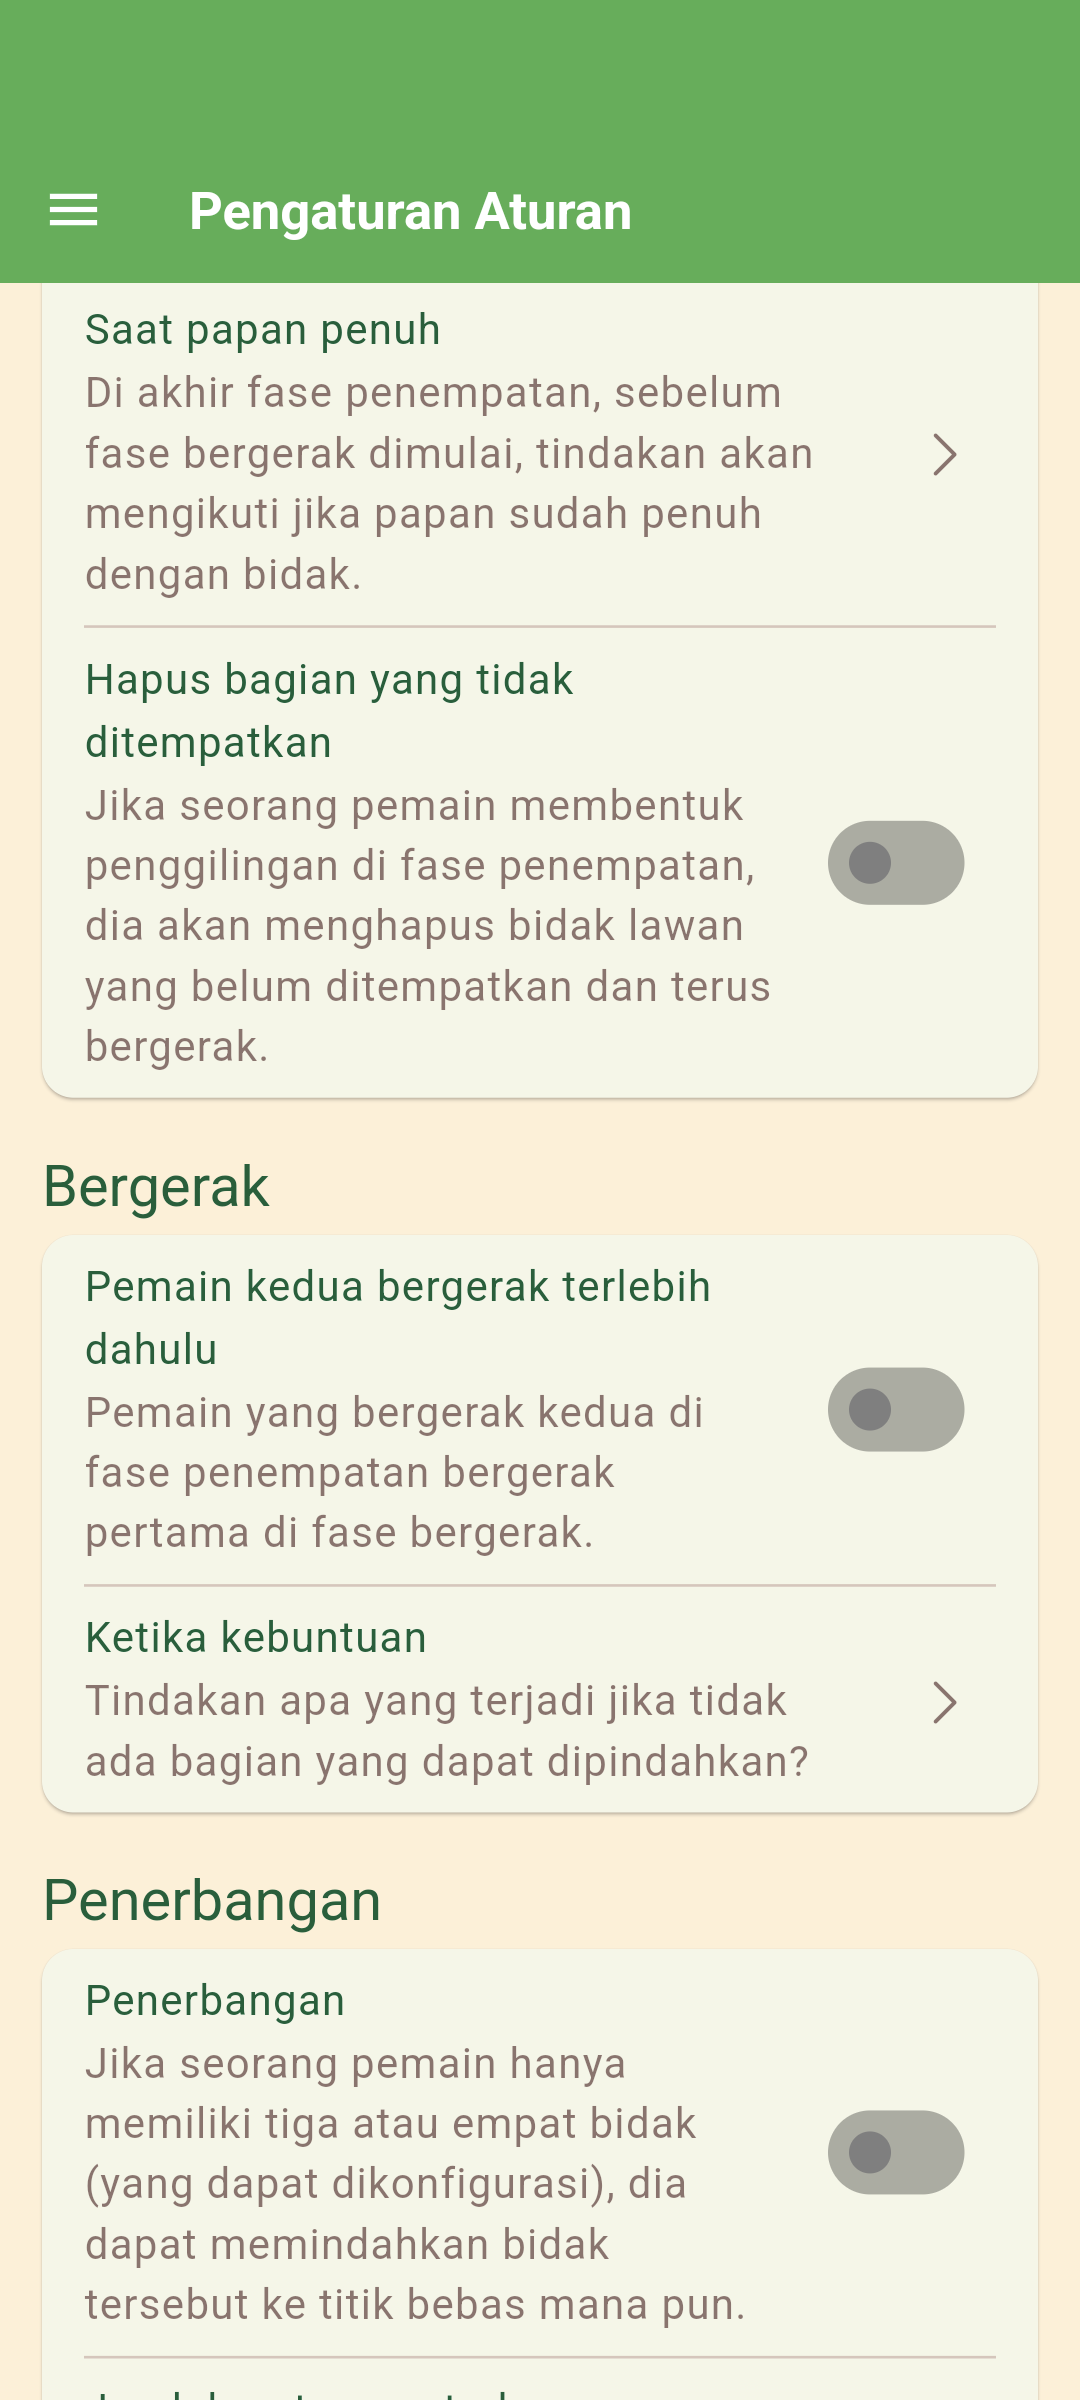 Pengaturan Aturan
Saat papan penuh
Di akhir fase penempatan, sebelum
fase bergerak dimulai, tindakan akan
mengikuti jika papan sudah penuh
dengan bidak.
Hapus bagian yang tidak
ditempatkan
Jika seorang pemain membentuk
penggilingan di fase penempatan,
dia akan menghapus bidak lawan
yang belum ditempatkan dan terus
bergerak.
Bergerak
Pemain kedua bergerak terlebih
dahulu
Pemain yang bergerak kedua di
fase penempatan bergerak
pertama di fase bergerak.
Ketika kebuntuan
Tindakan apa yang terjadi jika tidak
ada bagian yang dapat dipindahkan?
Penerbangan
Penerbangan
Jika seorang pemain hanya
memiliki tiga atau empat bidak
(yang dapat dikonfigurasi), dia
dapat memindahkan bidak
tersebut ke titik bebas mana pun.